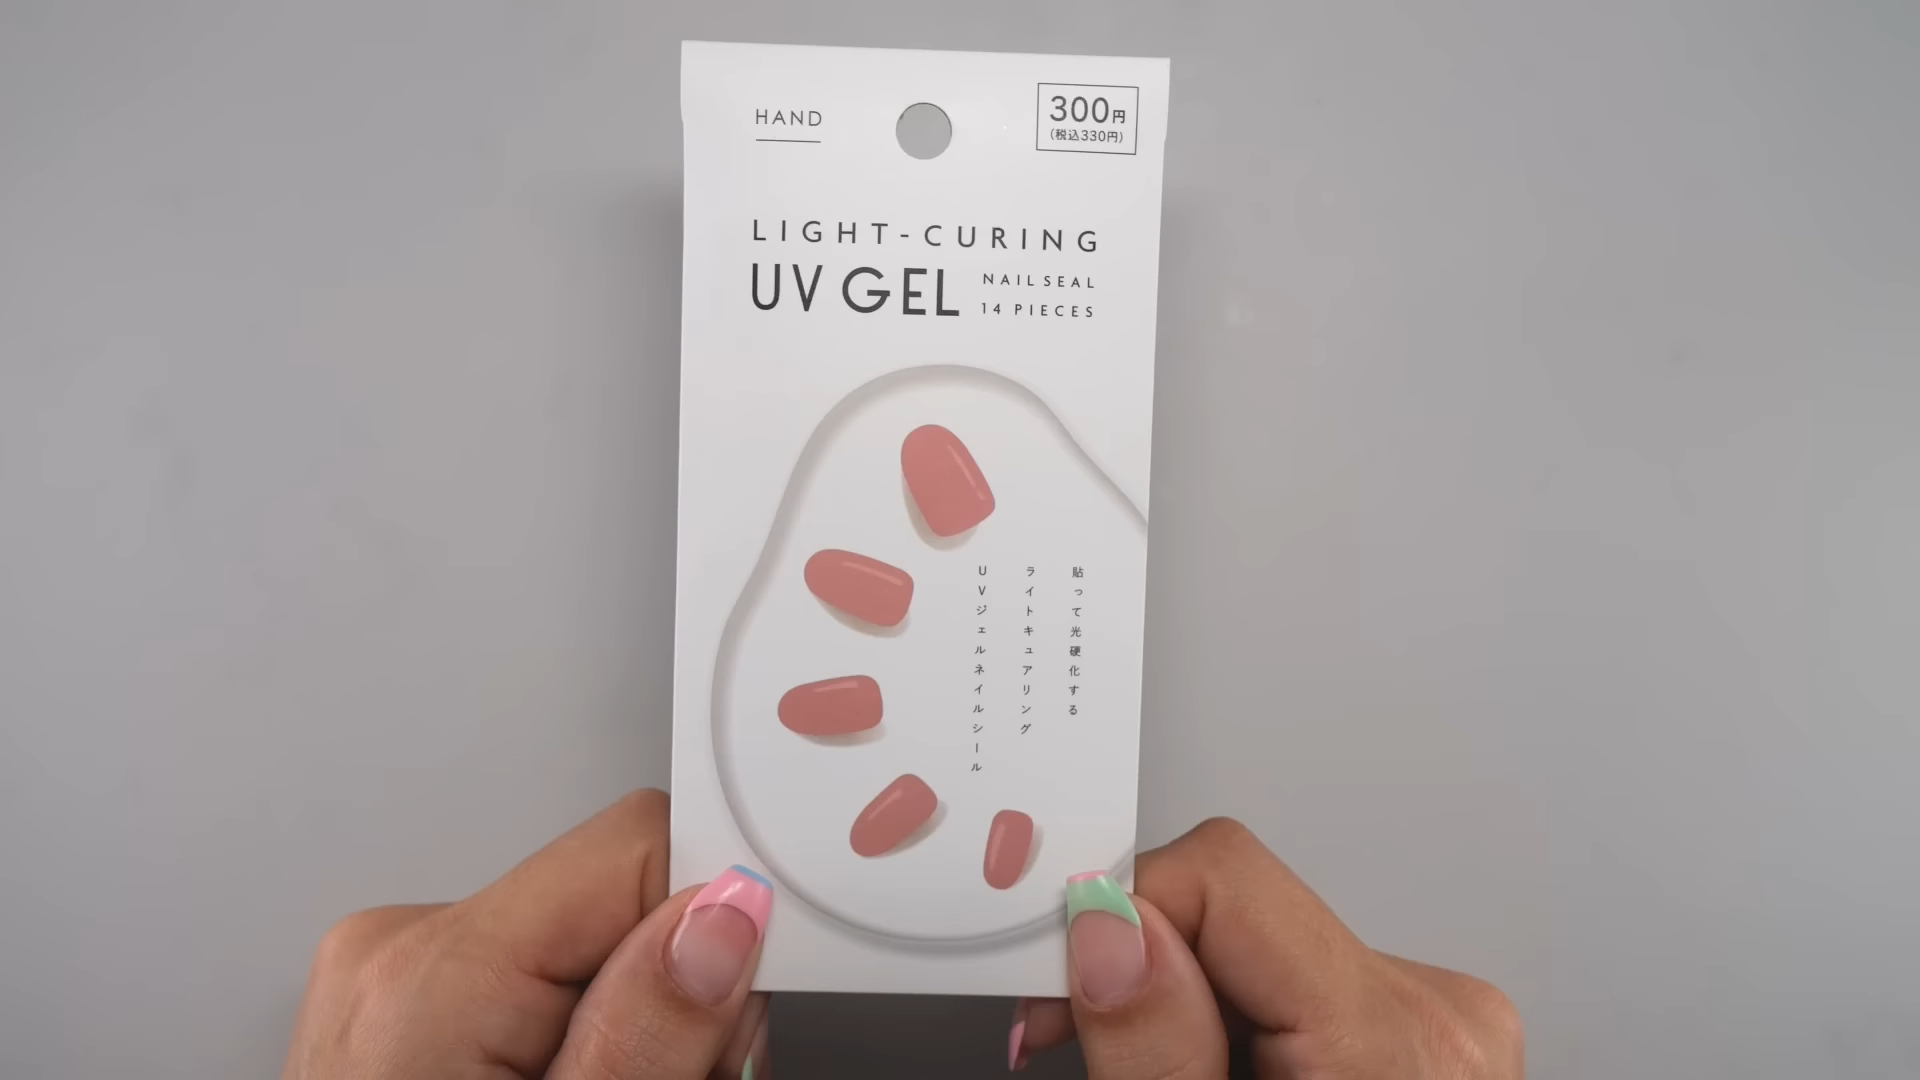 HAND
300円
(税込330円)
LIGHT-CURING
UV GEL
NAIL SEAL
14 PIECES
貼って光硬化する
ライトキュアリング
UVジェルネイルシール